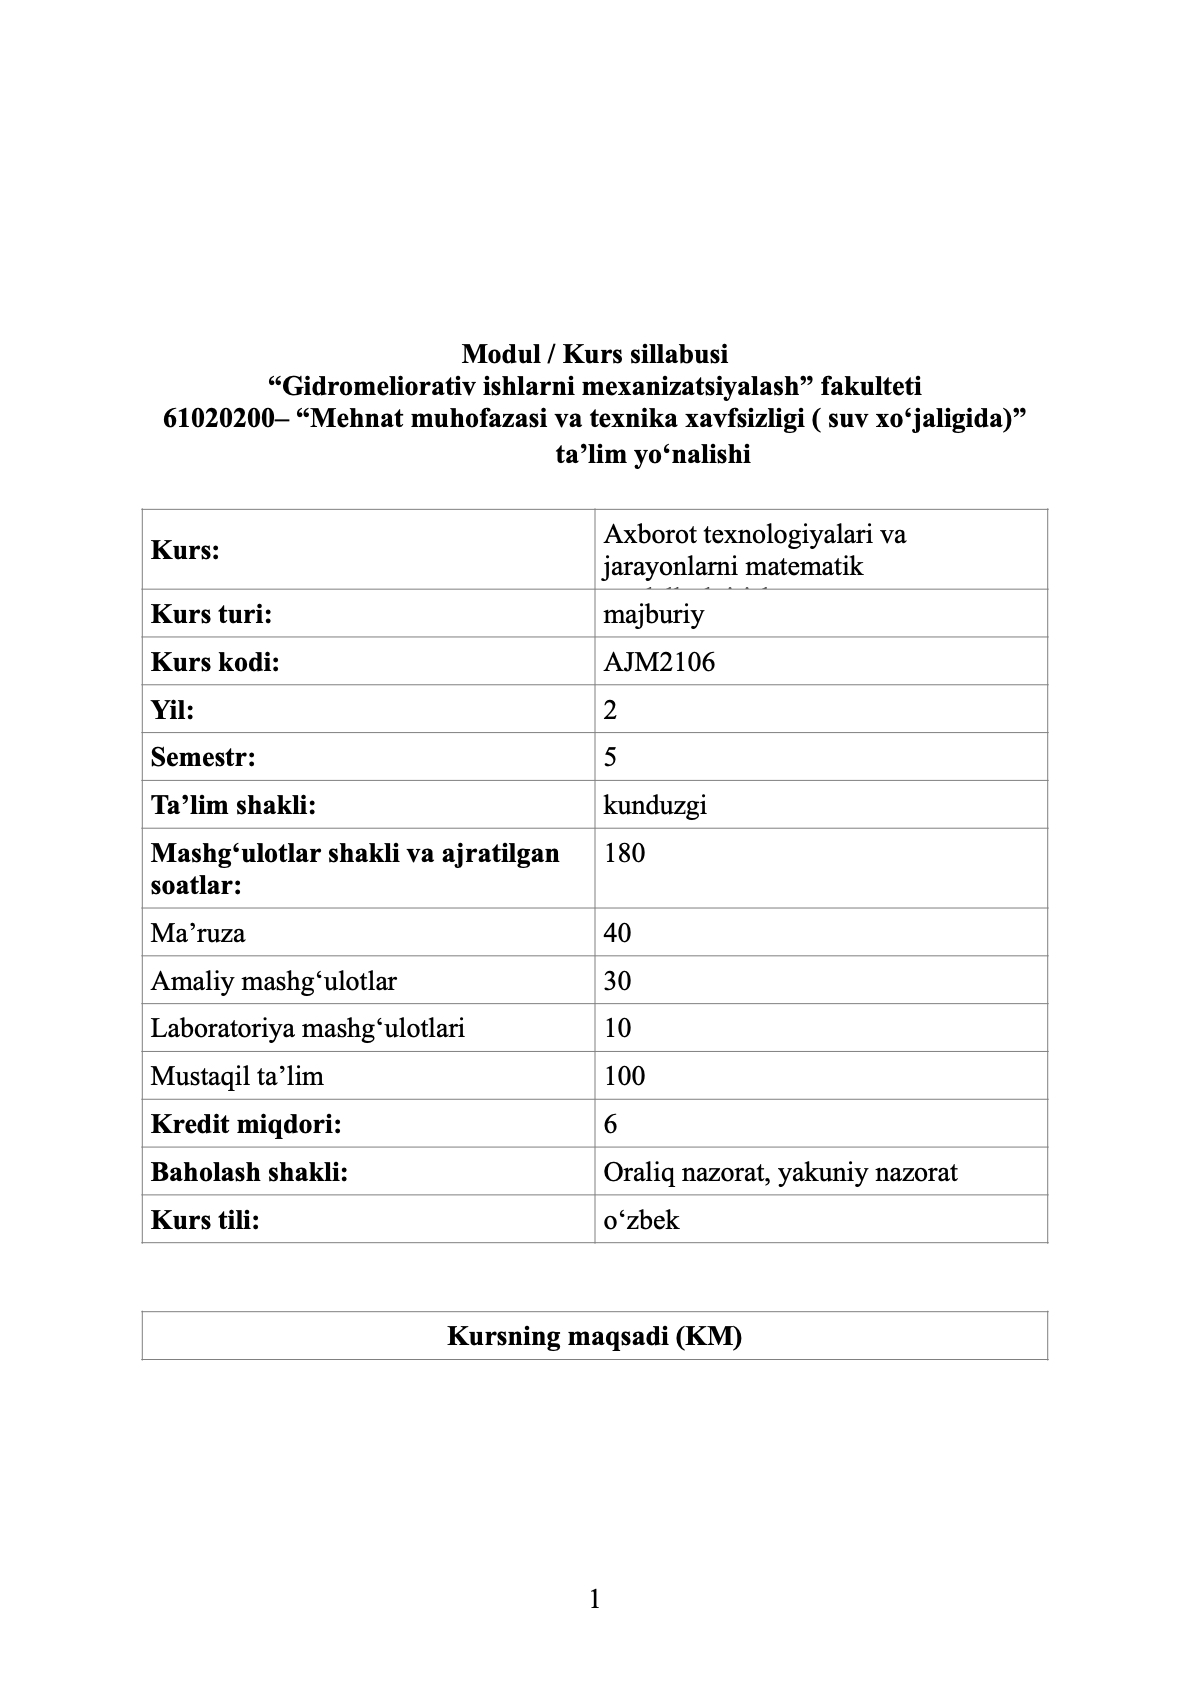 Modul / Kurs sillabusi
“Gidromeliorativ ishlarni mexanizatsiyalash” fakulteti
61020200– “Mehnat muhofazasi va texnika xavfsizligi ( suv xo‘jaligida)”
ta’lim yo‘nalishi
Kurs:
Axborot texnologiyalari va
jarayonlarni matematik
Kurs turi:
majburiy
Kurs kodi:
AJM2106
Yil:
2
Semestr:
5
Ta’lim shakli:
kunduzgi
Mashg‘ulotlar shakli va ajratilgan
soatlar:
180
Ma’ruza
40
Amaliy mashg‘ulotlar
30
Laboratoriya mashg‘ulotlari
10
Mustaqil ta’lim
100
Kredit miqdori:
6
Baholash shakli:
Oraliq nazorat, yakuniy nazorat
Kurs tili:
o‘zbek
Kursning maqsadi (KM)
1